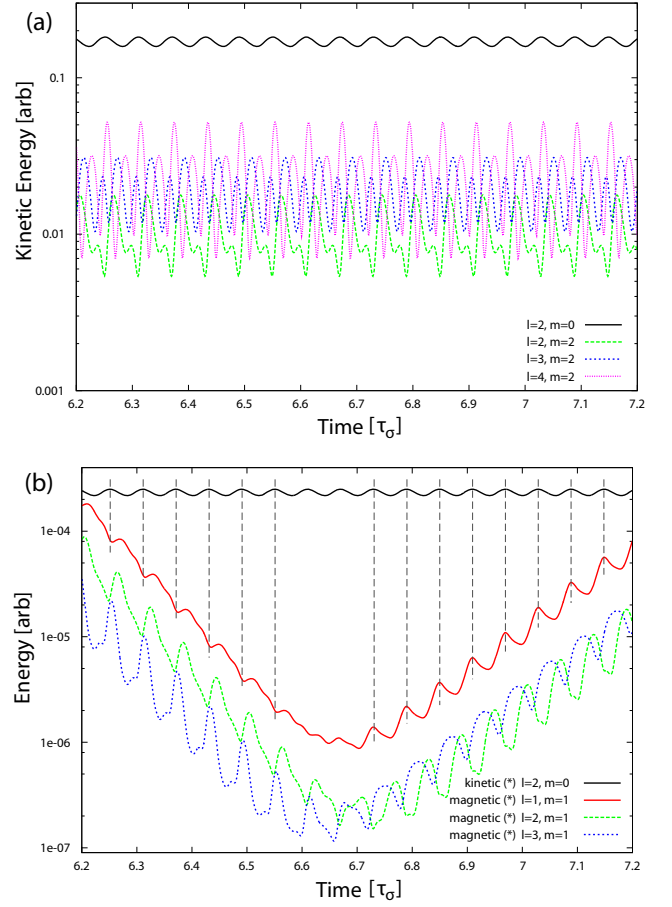 (a)
Kinetic Energy [arb]
0.1
0.01
0.001
l=2, m=0
l=2, m=2
l=3, m=2
l=4, m=2
6.2 6.3 6.4 6.5 6.6 6.7 6.8 6.9 7 7.1 7.2
Time [τσ]
(b)
Energy [arb]
1e-04
1e-05
1e-06
1e-07
kinetic (*) l=2, m=0
magnetic (*) l=1, m=1
magnetic (*) l=2, m=1
magnetic (*) l=3, m=1
6.2 6.3 6.4 6.5 6.6 6.7 6.8 6.9 7 7.1 7.2
Time [τσ]